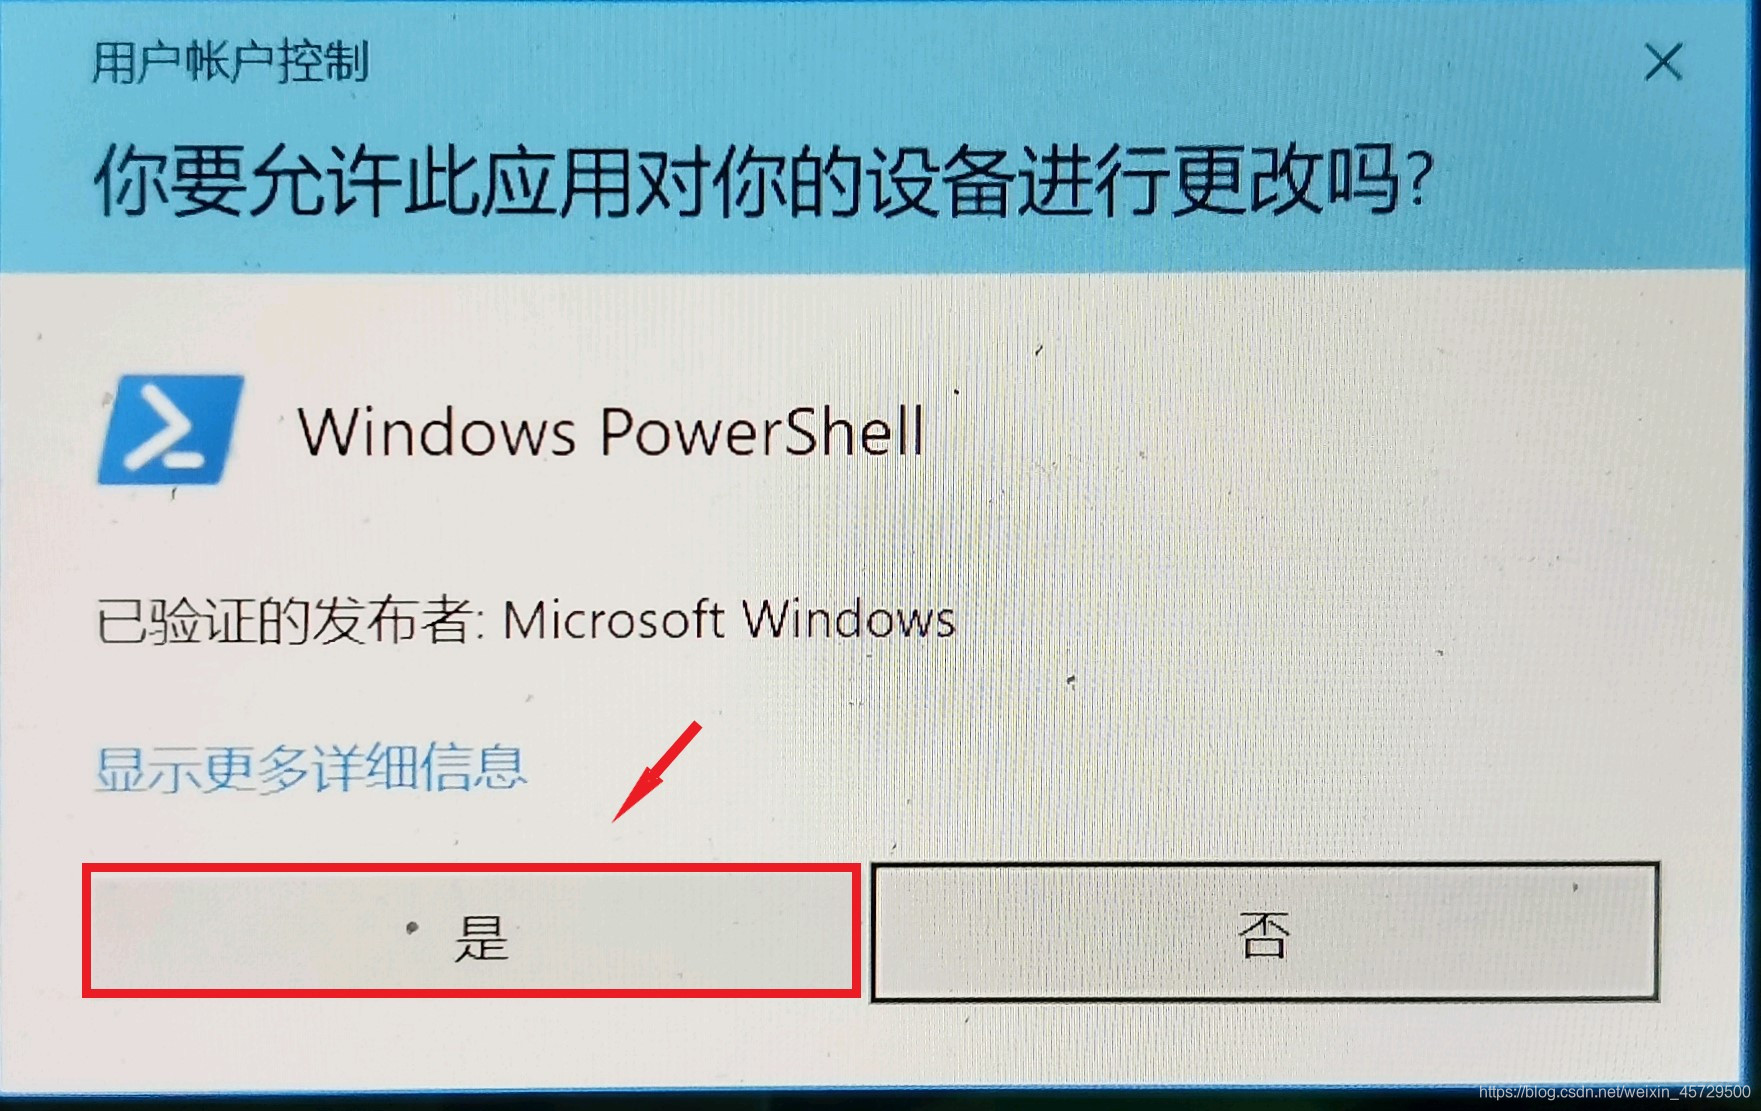 用户帐户控制
你要允许此应用对你的设备进行更改吗?
Windows PowerShell
已验证的发布者: Microsoft Windows
显示更多详细信息
是
否
https://blog.csdn.net/weixin_45729500